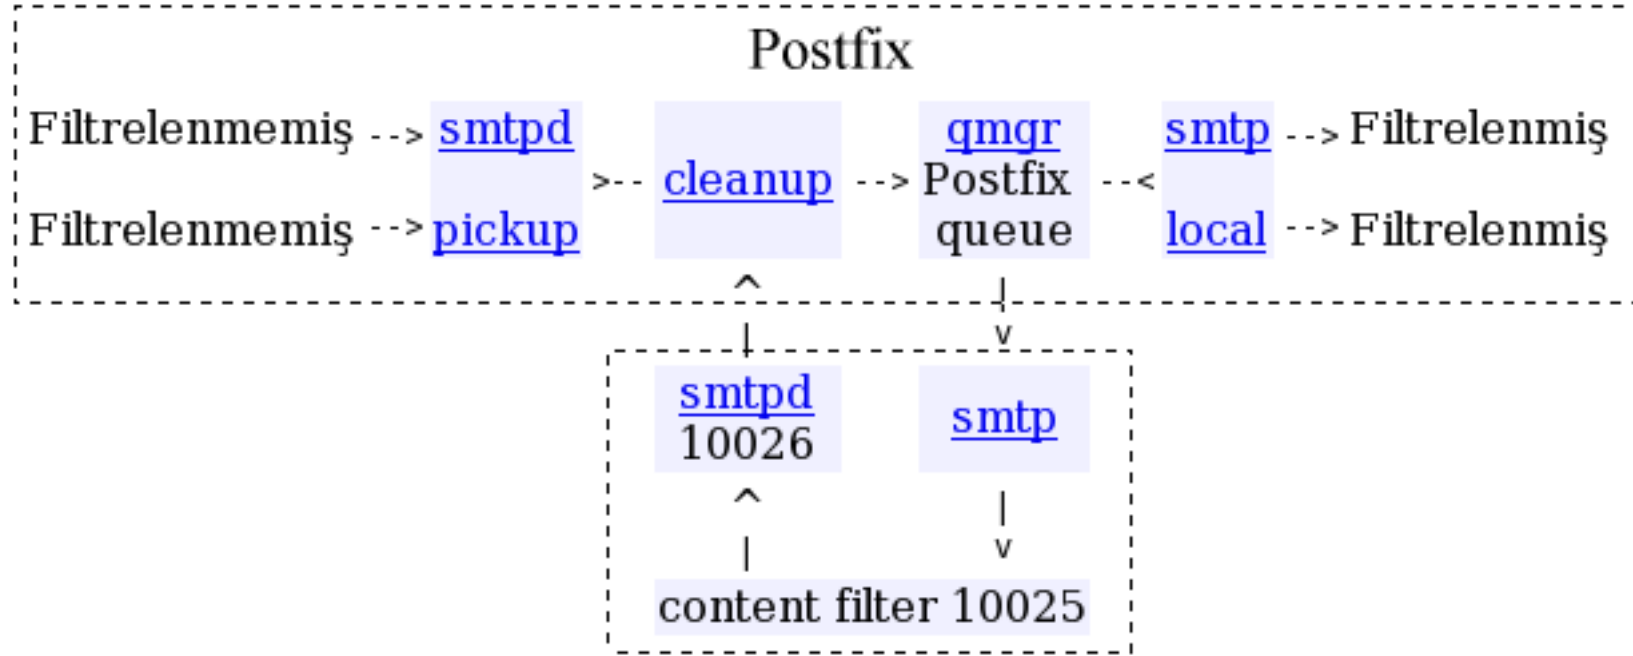 Postfix
Filtrelenmemiş --> smtpd
smtp --> Filtrelenmiş
qmgr
>-- cleanup --> Postfix --<
queue
Filtrelenmemiş --> pickup
local --> Filtrelenmiş
^ |
| v
smtpd
10026
smtp
^ |
| v
content filter 10025